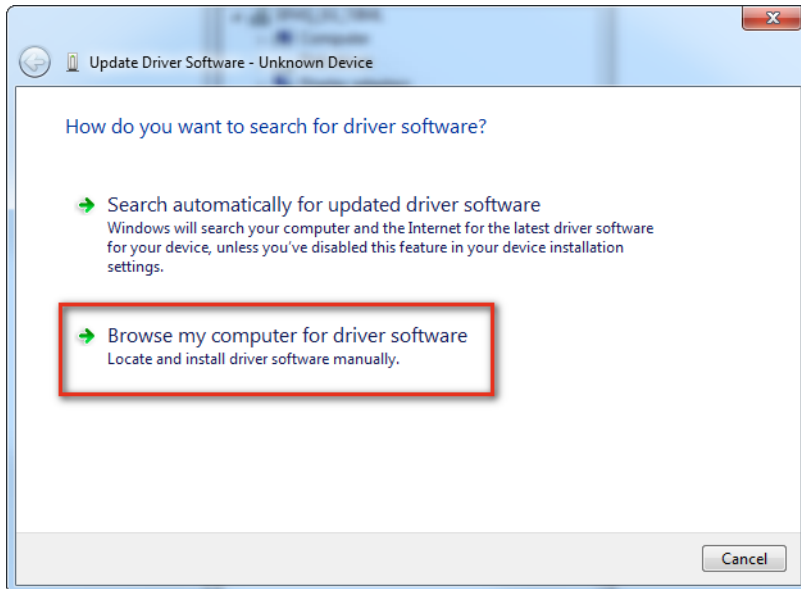 Computer
Update Driver Software - Unknown Device
How do you want to search for driver software?
Search automatically for updated driver software
Windows will search your computer and the Internet for the latest driver software
for your device, unless you've disabled this feature in your device installation
settings.
Browse my computer for driver software
Locate and install driver software manually.
Cancel